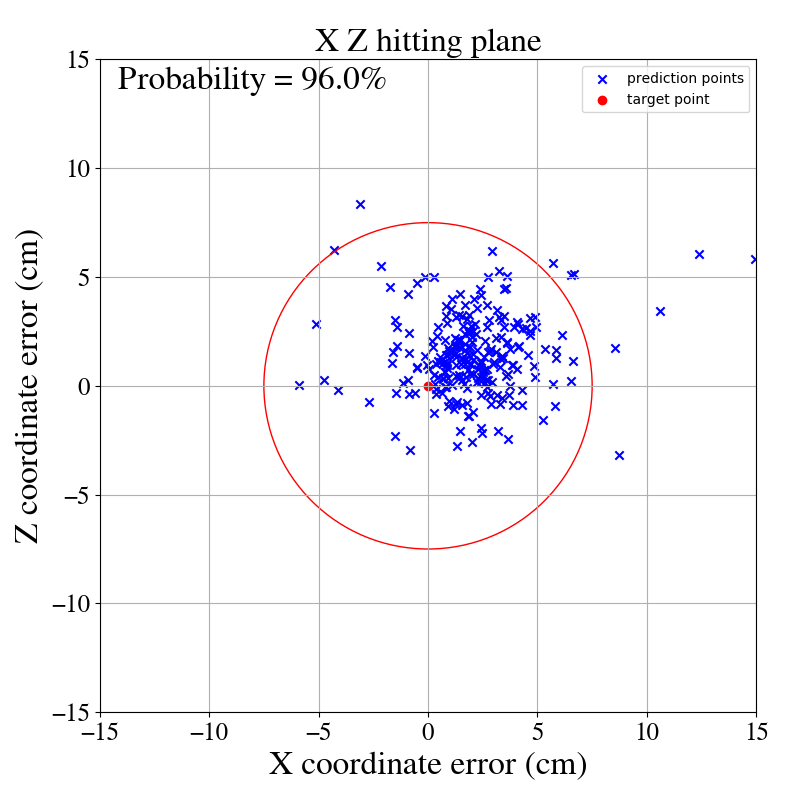 X Z hitting plane
Probability = 96.0%
prediction points
target point
Z coordinate error (cm)
15
10
5
0
−5
−10
−15
−15
−10
−5
0
5
10
15
X coordinate error (cm)